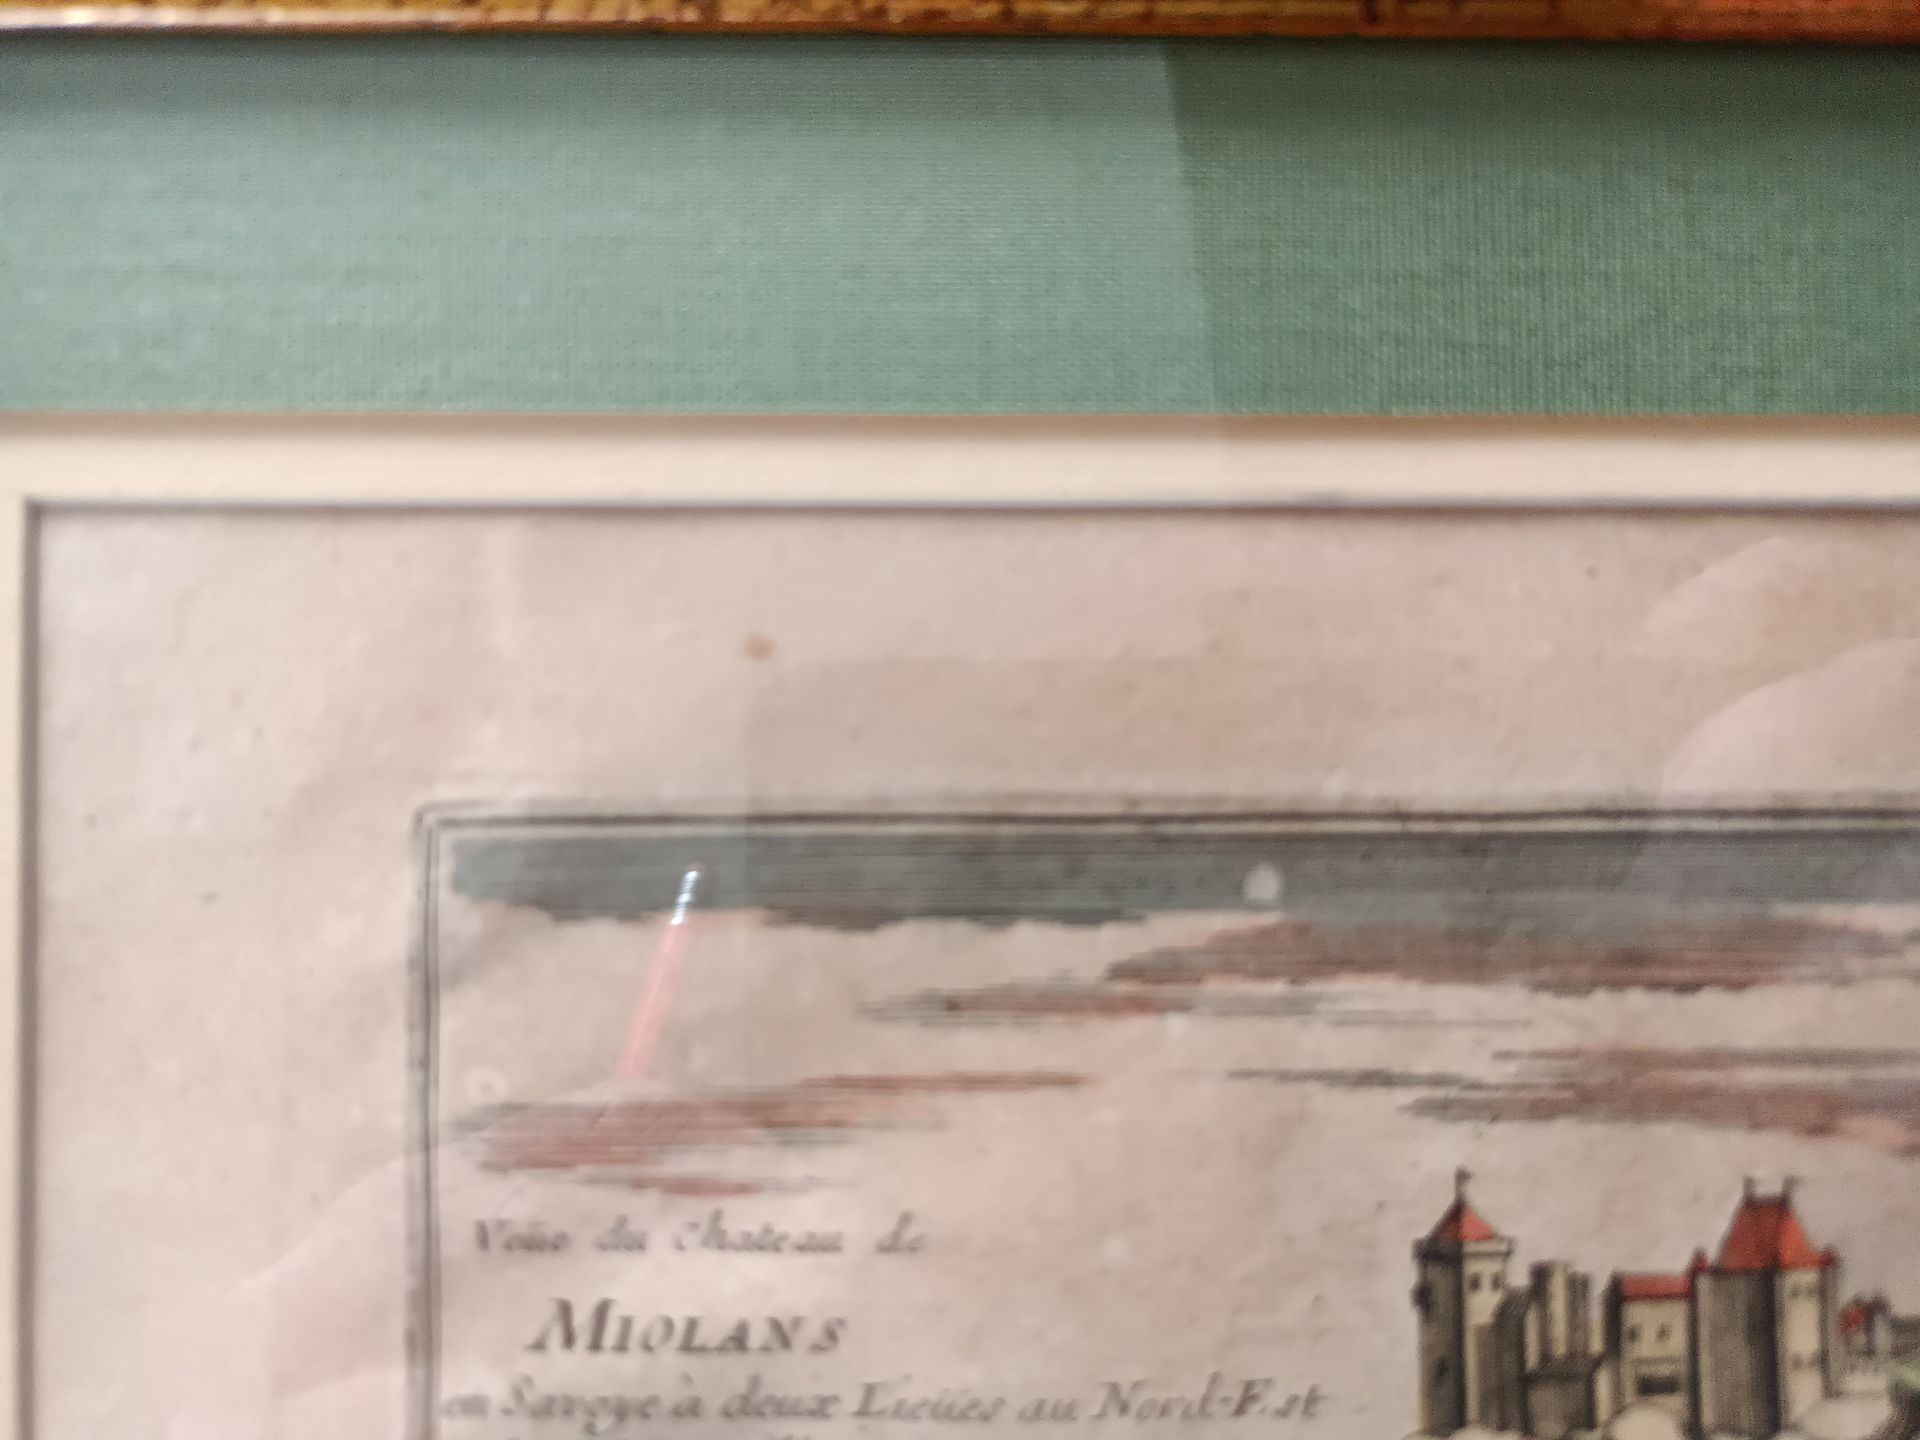 Veüe du Chateau de
MIOLANS
en Savoye à deux Lieües au Nord-Est